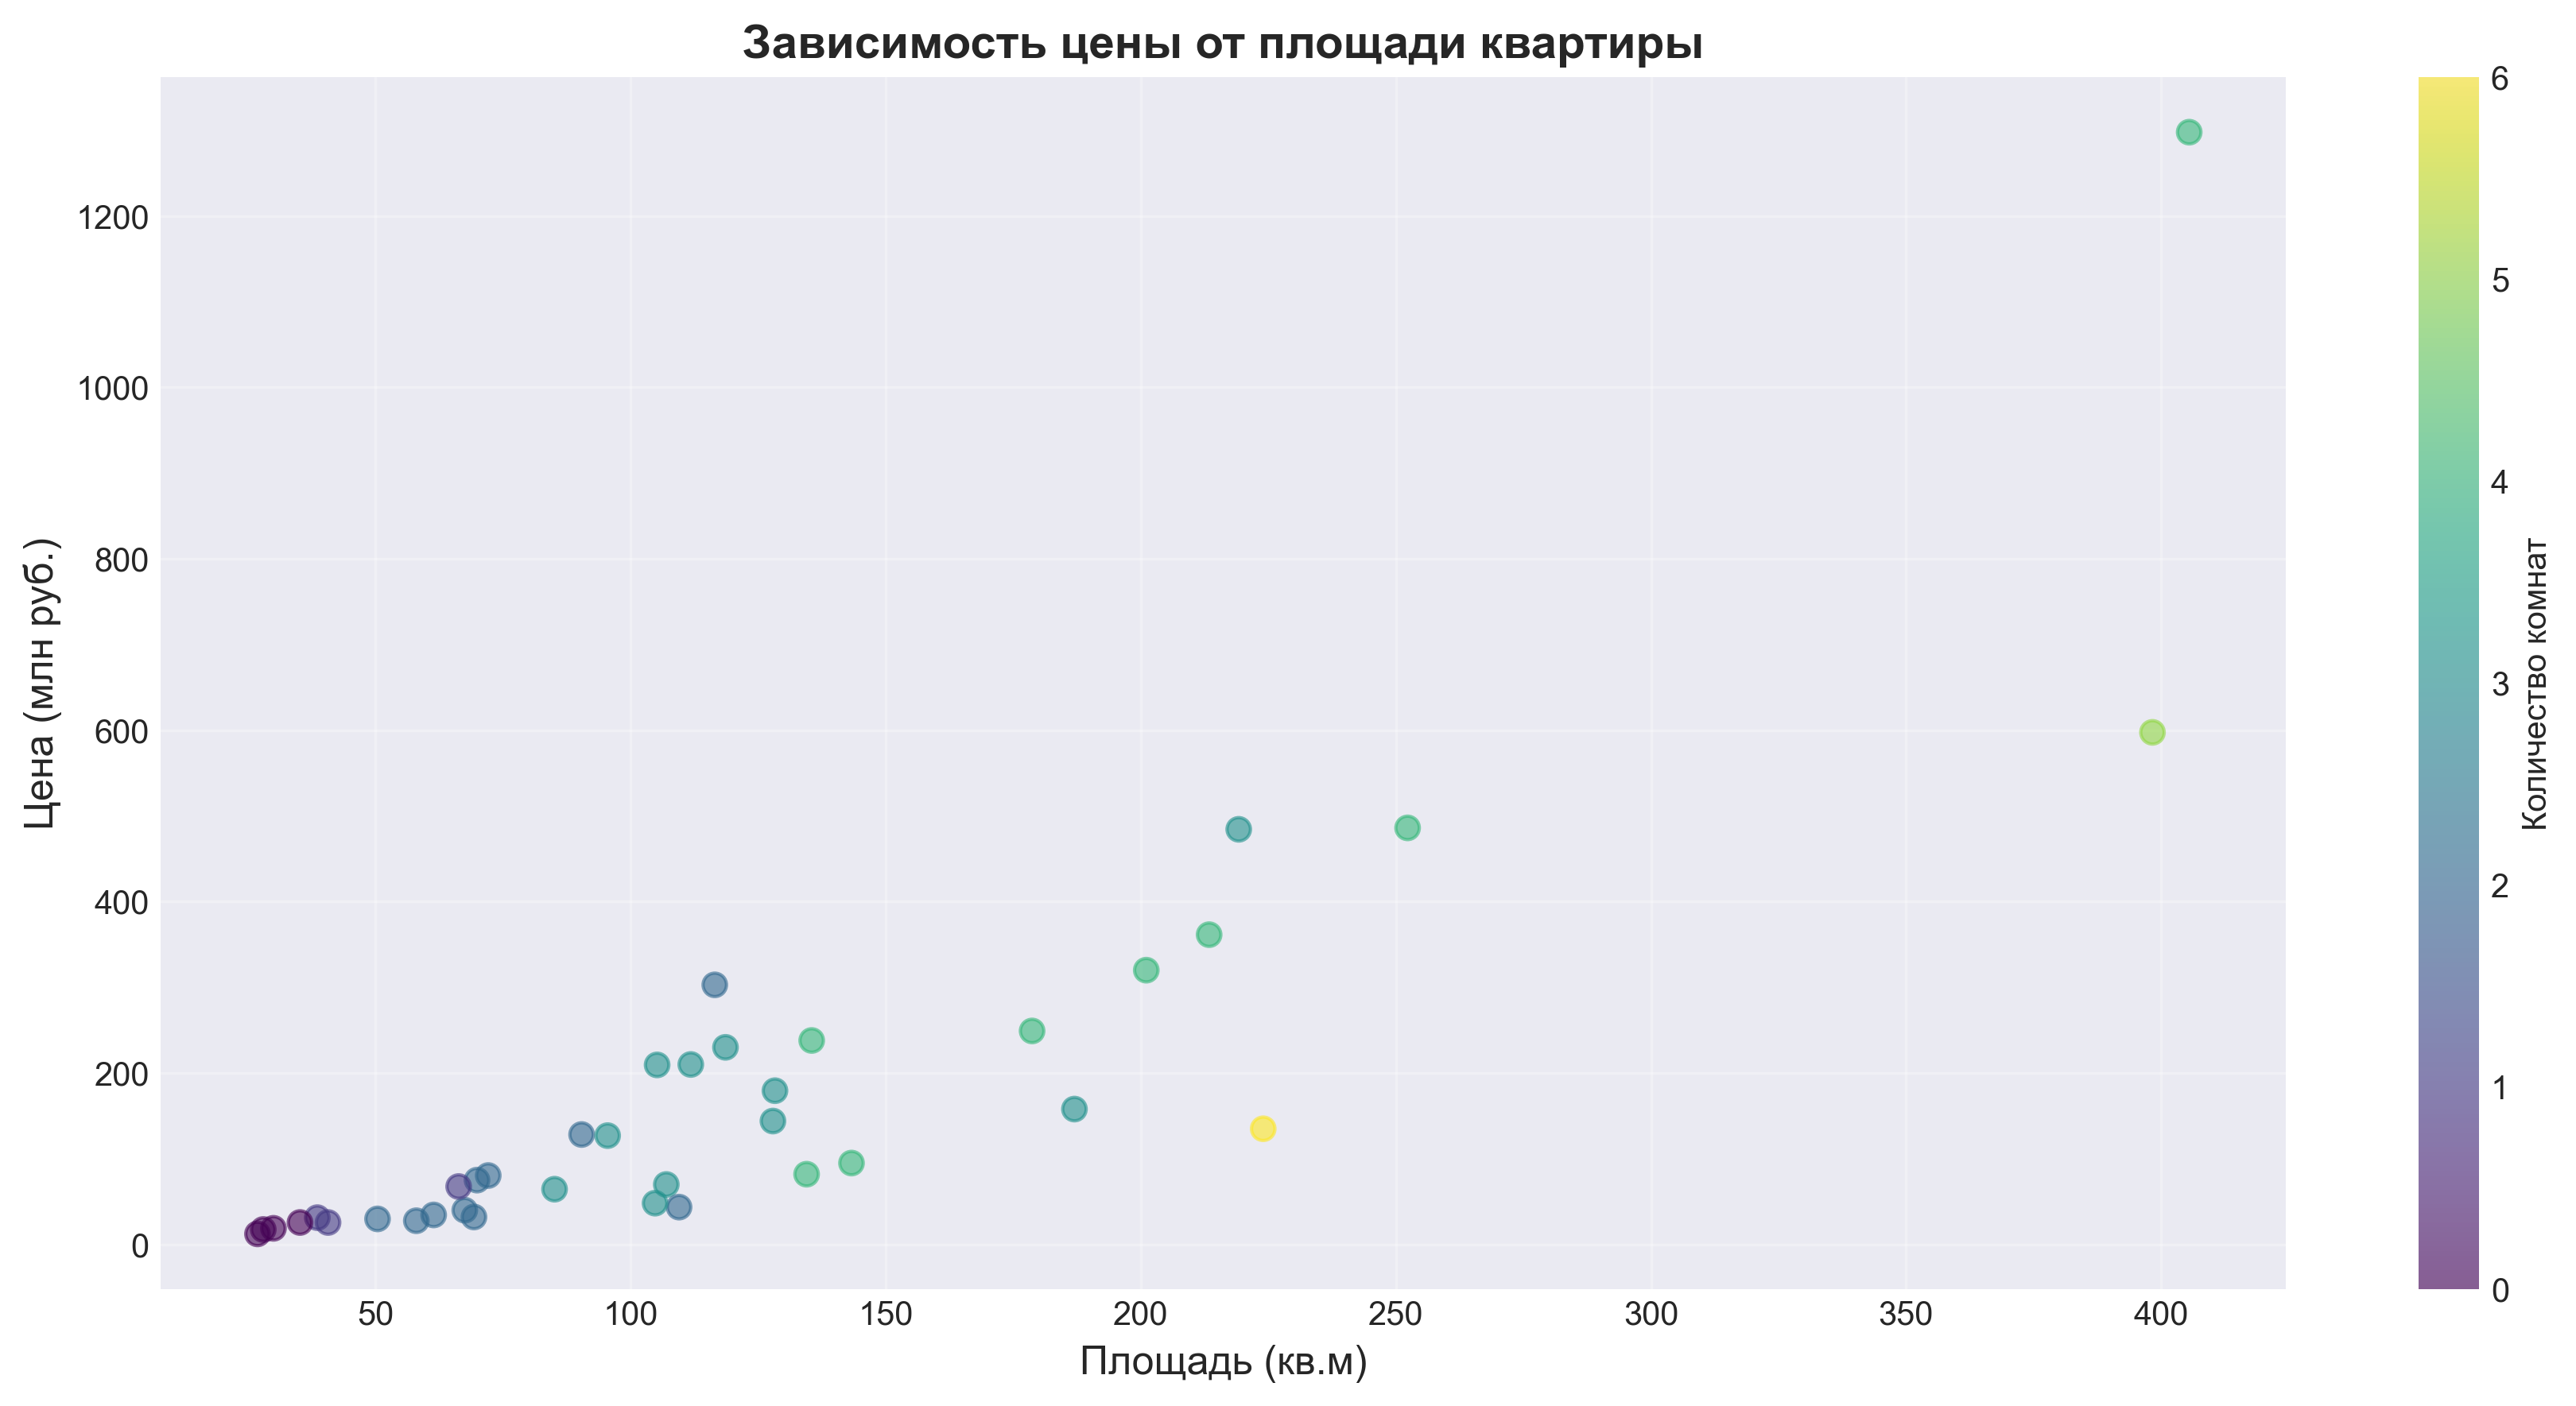 Зависимость цены от площади квартиры
Цена (млн руб.)
1200
1000
800
600
400
200
0
50 100 150 200 250 300 350 400
Площадь (кв.м)
6
5
4
3
2
1
0
Количество комнат